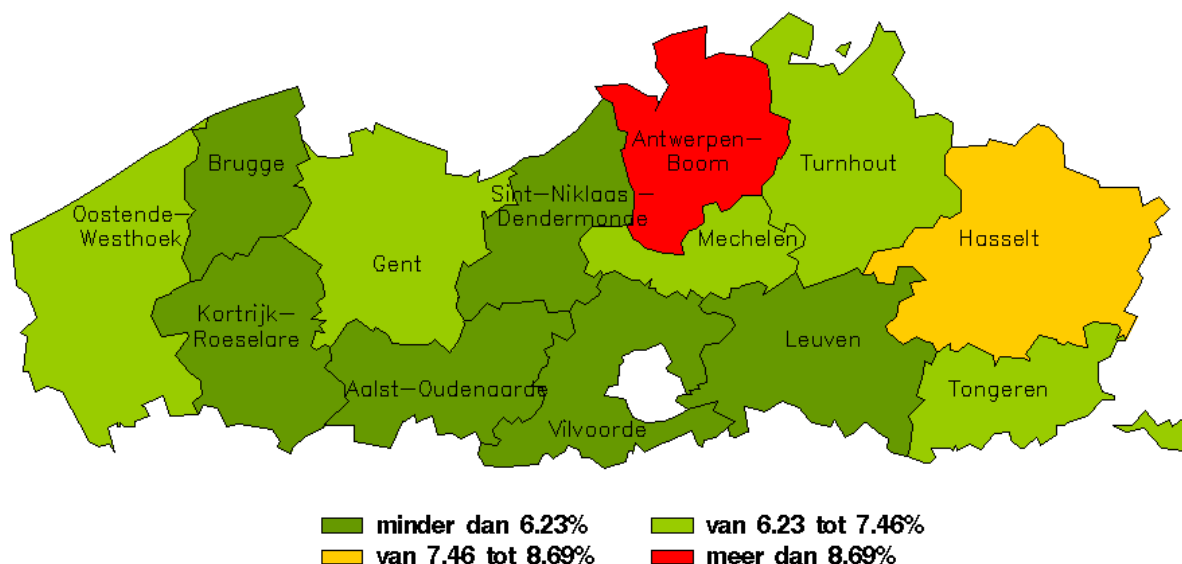 Antwerpen–
Boom
Brugge
Turnhout
Sint–Niklaas –
Dendermonde
Oostende–
Westhoek
Mechelen
Hasselt
Gent
Kortrijk–
Roeselare
Leuven
Aalst–Oudenaarde
Tongeren
Vilvoorde
minder dan 6.23%
van 6.23 tot 7.46%
van 7.46 tot 8.69%
meer dan 8.69%